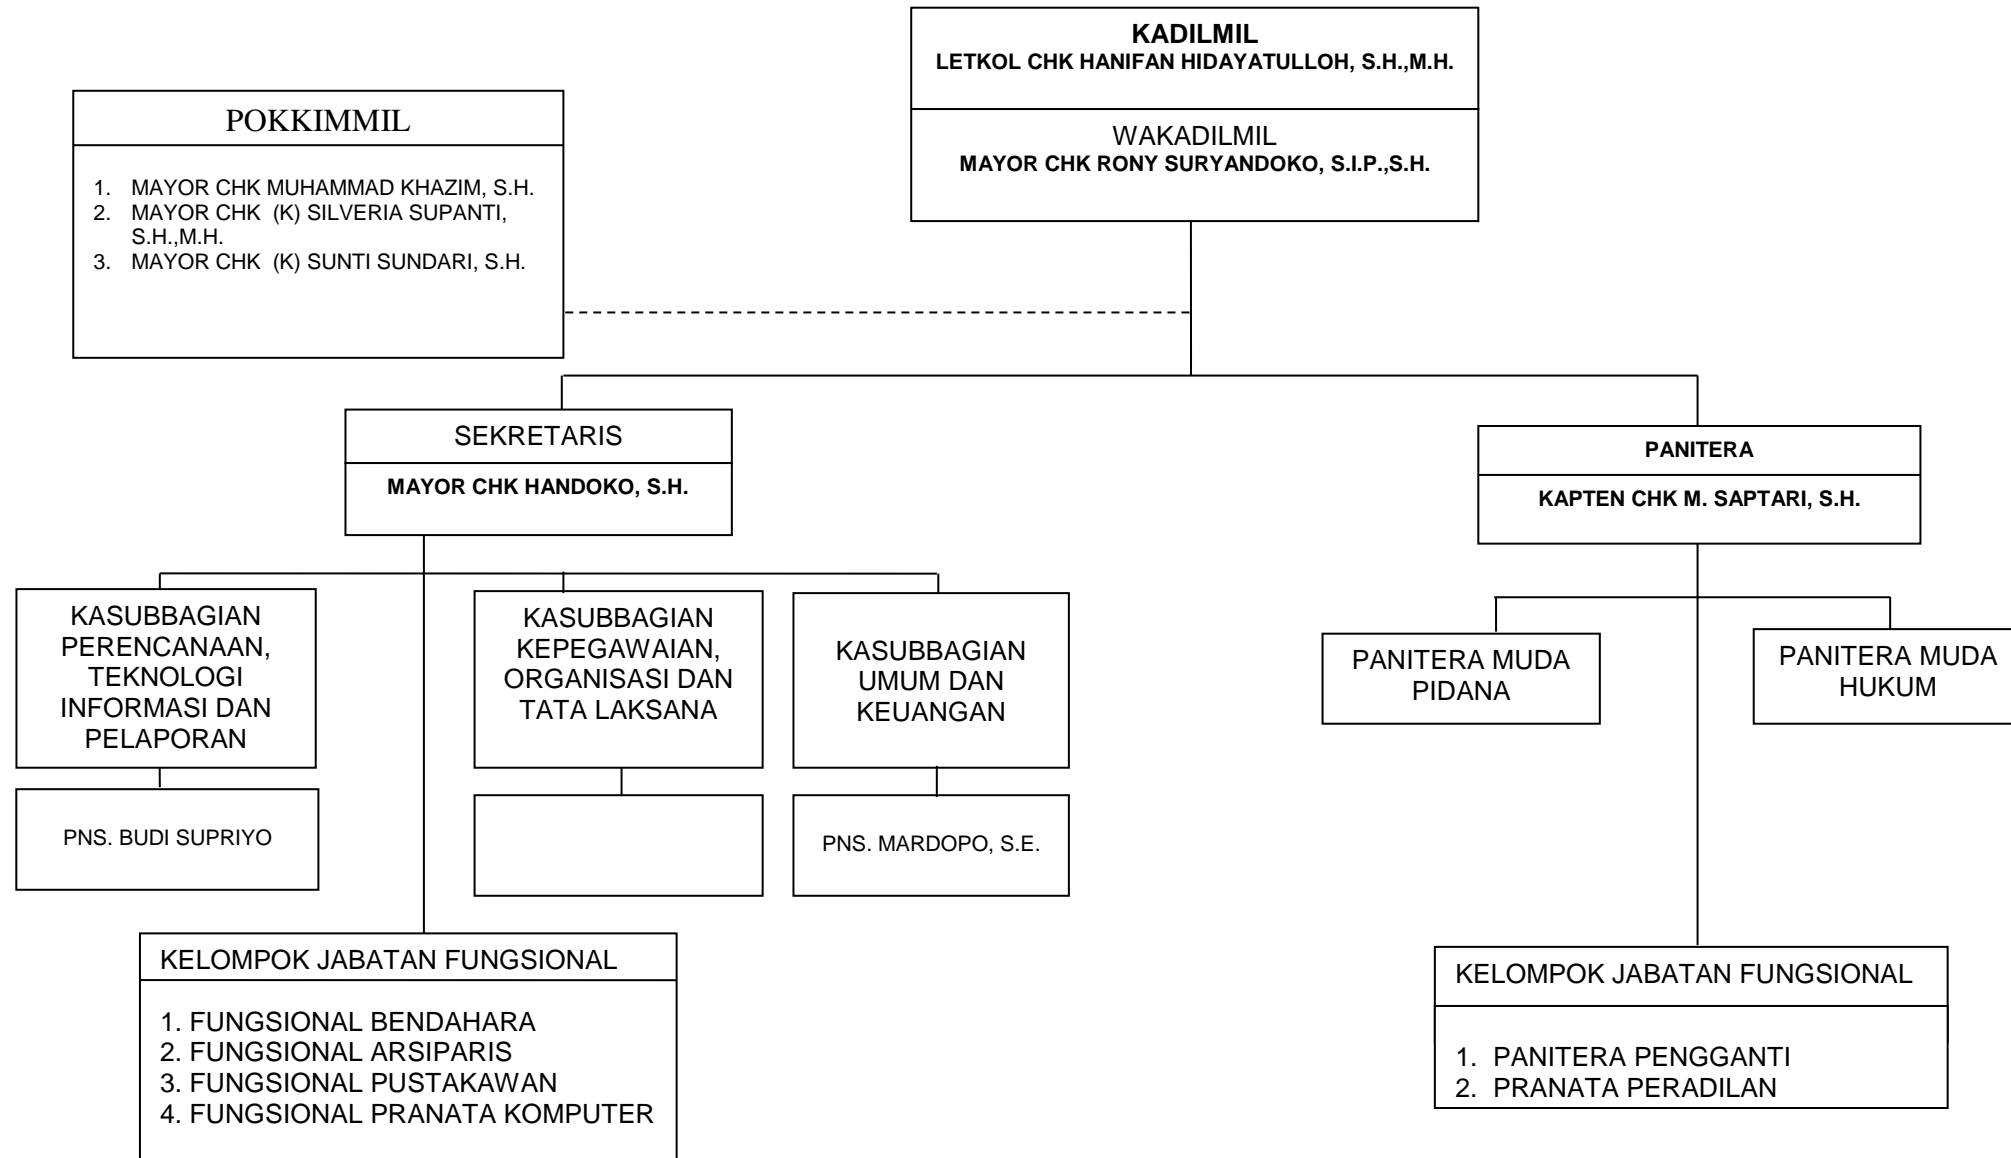 KADILMIL
LETKOL CHK HANIFAN HIDAYATULLOH, S.H.,M.H.
WAKADILMIL
MAYOR CHK RONY SURYANDOKO, S.I.P.,S.H.
POKKIMMIL
1. MAYOR CHK MUHAMMAD KHAZIM, S.H.
2. MAYOR CHK (K) SILVERIA SUPANTI,
S.H.,M.H.
3. MAYOR CHK (K) SUNTI SUNDARI, S.H.
SEKRETARIS
MAYOR CHK HANDOKO, S.H.
PANITERA
KAPTEN CHK M. SAPTARI, S.H.
KASUBBAGIAN
PERENCANAAN,
TEKNOLOGI
INFORMASI DAN
PELAPORAN
KASUBBAGIAN
KEPEGAWAIAN,
ORGANISASI DAN
TATA LAKSANA
KASUBBAGIAN
UMUM DAN
KEUANGAN
PANITERA MUDA
PIDANA
PANITERA MUDA
HUKUM
PNS. BUDI SUPRIYO
PNS. MARDOPO, S.E.
KELOMPOK JABATAN FUNGSIONAL
1. FUNGSIONAL BENDAHARA
2. FUNGSIONAL ARSIPARIS
3. FUNGSIONAL PUSTAKAWAN
4. FUNGSIONAL PRANATA KOMPUTER
KELOMPOK JABATAN FUNGSIONAL
1. PANITERA PENGGANTI
2. PRANATA PERADILAN